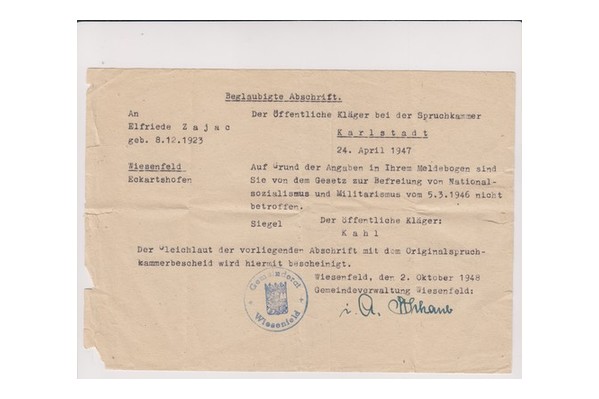 Beglaubigte Abschrift.
An Der Öffentliche Kläger bei der Spruchkammer
Elfriede Zajac
geb. 8.12.1923 Karlstadt
24. April 1947
Wiesenfeld Auf Grund der Angaben in Ihrem Meldebogen sind
Eckartshofen Sie von dem Gesetz zur Befreiung von National-
sozialismus und Militarismus vom 5.3.1946 nicht
betroffen.
Siegel Der Öffentliche Kläger:
Kahl
Der Gleichlaut der vorliegenden Abschrift mit dem Originalspruch-
kammerbescheid wird hiermit bescheinigt.
Wiesenfeld, den 2. Oktober 1948
Gemeindeverwaltung Wiesenfeld:
i. A.
Wiesenfeld